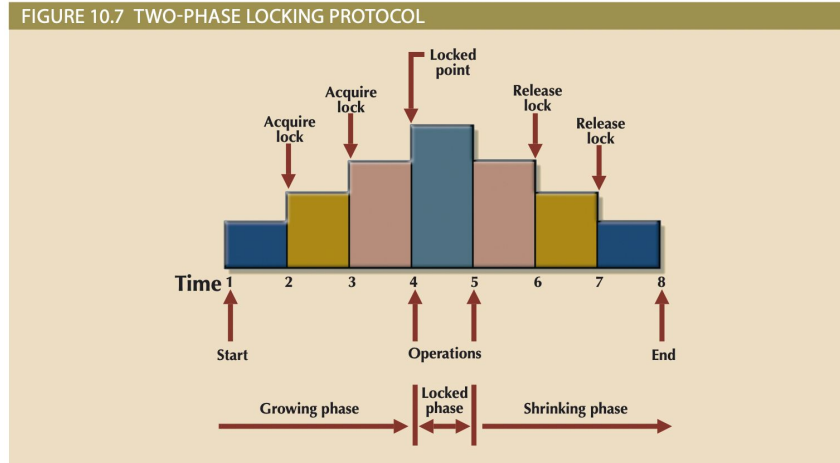 FIGURE 10.7 TWO-PHASE LOCKING PROTOCOL
Locked
point
Acquire
lock
Acquire
lock
Release
lock
Release
lock
Time 1 2 3 4 5 6 7 8
Start
Operations
End
Growing phase
Locked
phase
Shrinking phase